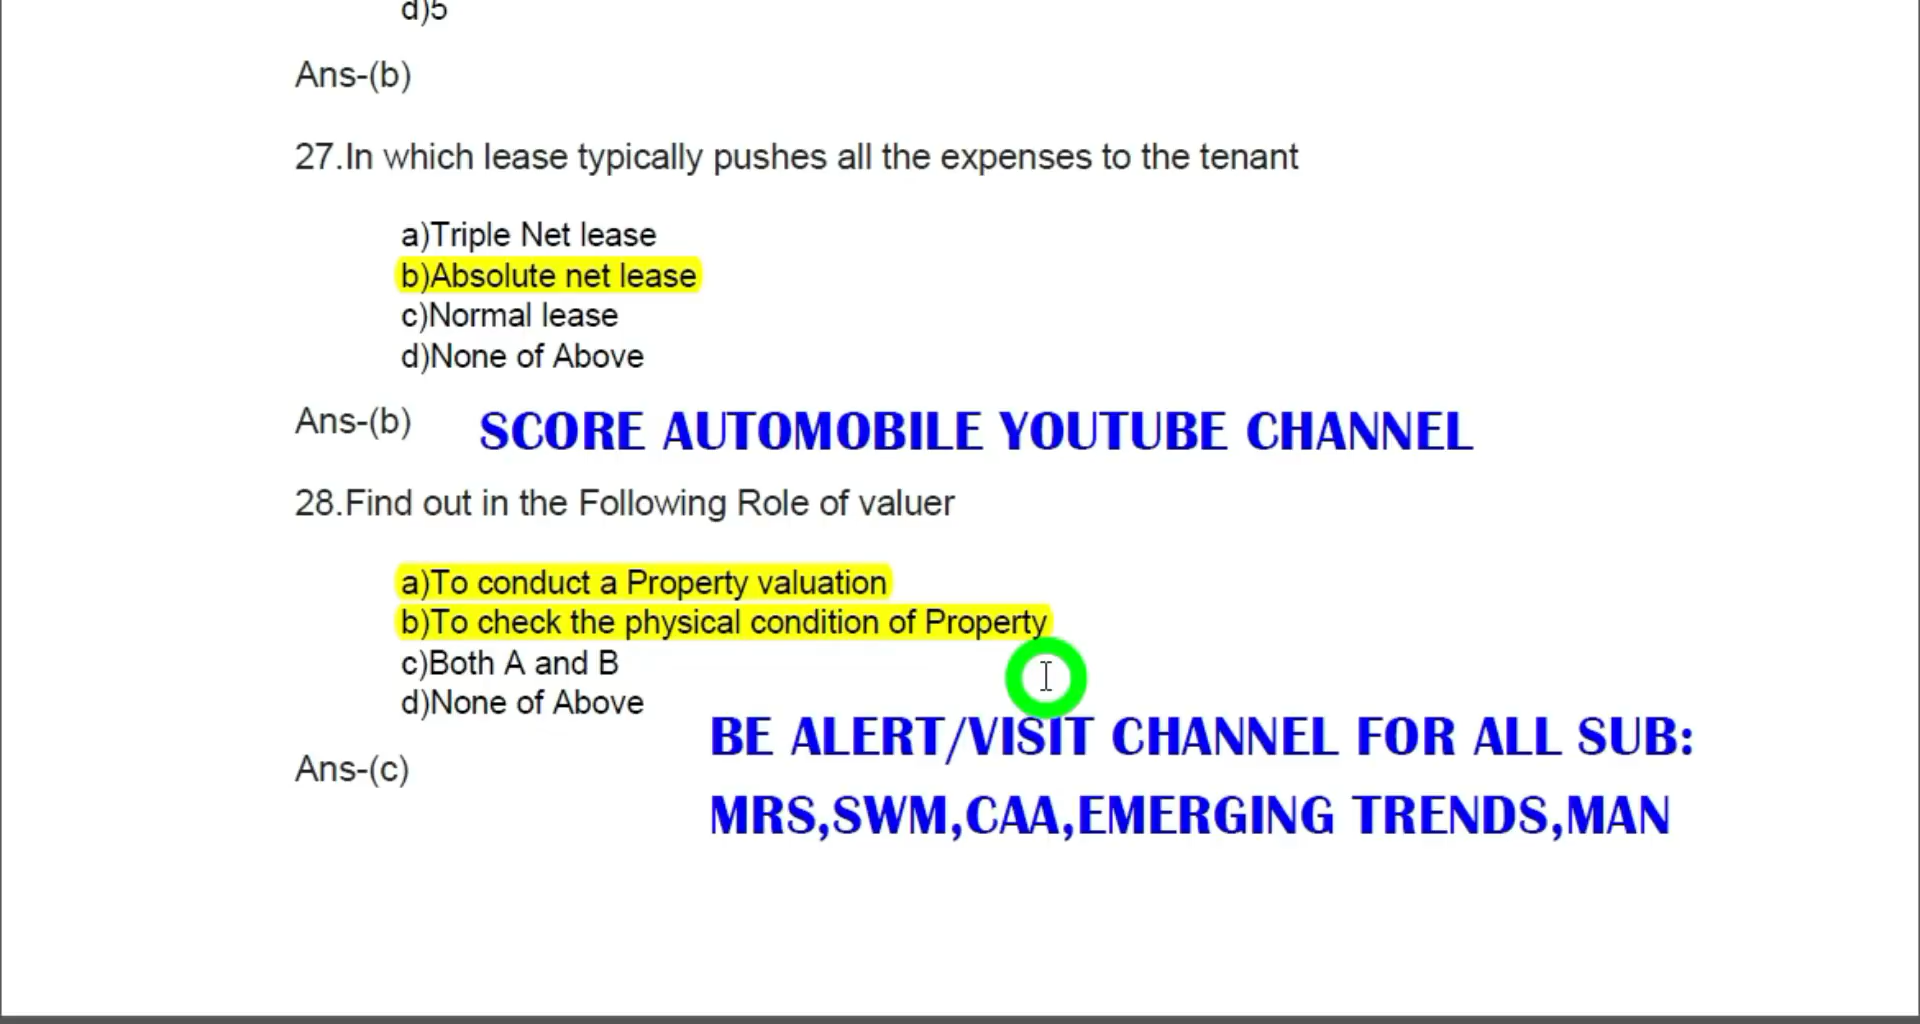 d)5
Ans-(b)
27.In which lease typically pushes all the expenses to the tenant
a)Triple Net lease
b)Absolute net lease
c)Normal lease
d)None of Above
Ans-(b)
SCORE AUTOMOBILE YOUTUBE CHANNEL
28.Find out in the Following Role of valuer
a)To conduct a Property valuation
b)To check the physical condition of Property
c)Both A and B
d)None of Above
BE ALERT/VISIT CHANNEL FOR ALL SUB:
Ans-(c)
MRS,SWM,CAA,EMERGING TRENDS,MAN